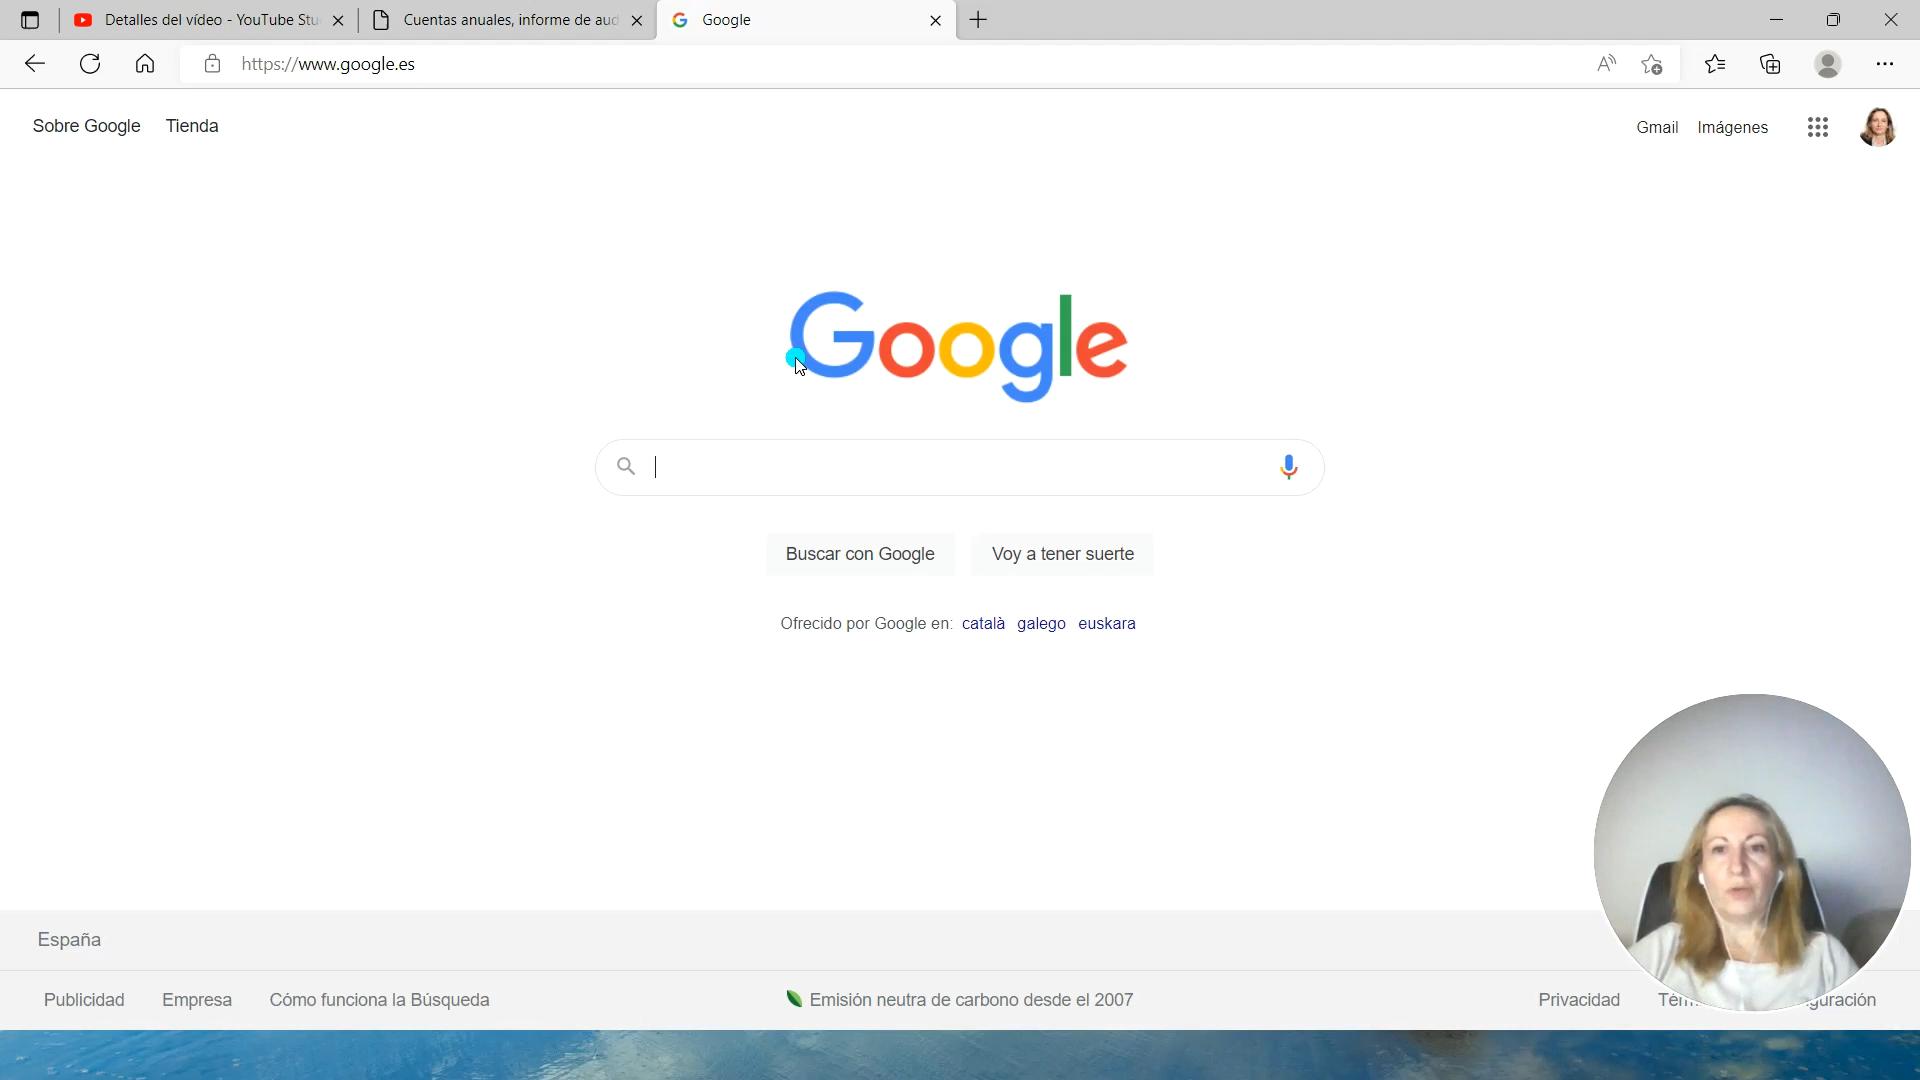 Detalles del vídeo - YouTube Stu
Cuentas anuales, informe de aud
Google
https://www.google.es
Sobre Google Tienda
Gmail Imágenes
Google
Buscar con Google Voy a tener suerte
Ofrecido por Google en: català galego euskara
España
Publicidad Empresa Cómo funciona la Búsqueda
Emisión neutra de carbono desde el 2007
Privacidad Térm guración